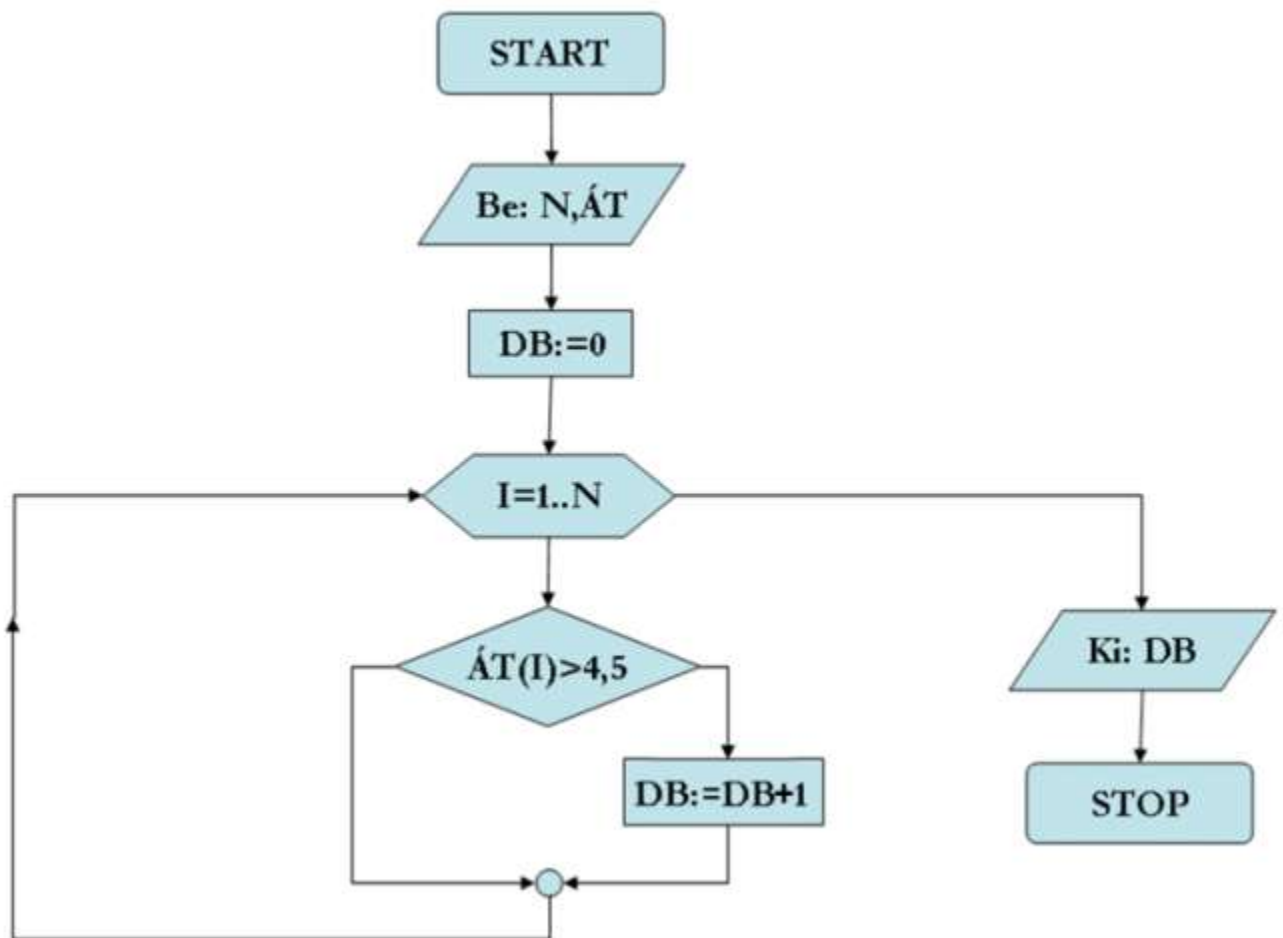 START
Be: N,ÁT
DB:=0
I=1..N
ÁT(I)>4,5
DB:=DB+1
Ki: DB
STOP